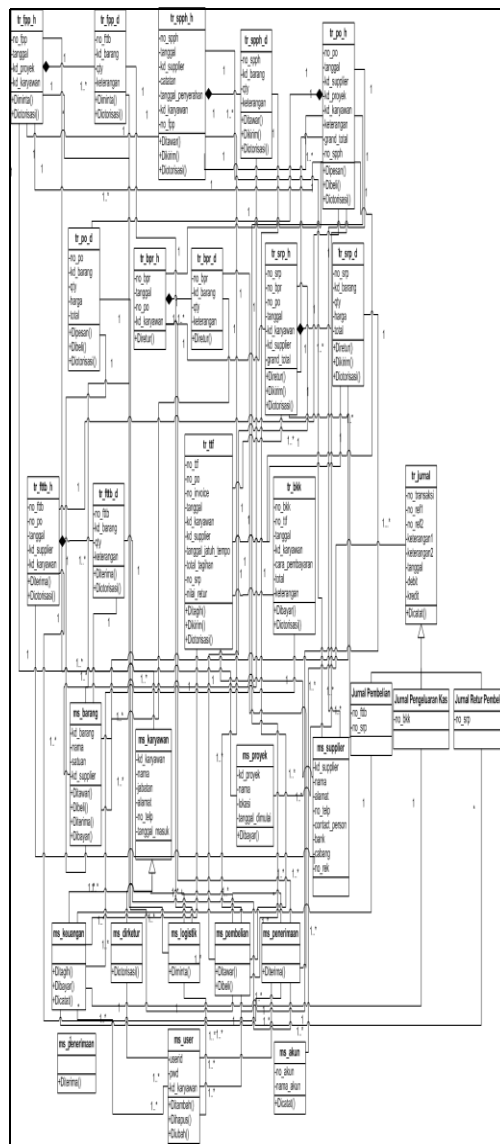 tr_fpp_h
-no_fpp
-tanggal
-kd_proyek
-kd_karyawan
+Diminta()
+Diotorisasi()
tr_fpp_d
-no_fttb
-kd_barang
-qty
-keterangan
+Diminta()
+Diotorisasi()
tr_spph_h
-no_spph
-tanggal
-kd_supplier
-catatan
-tanggal_penyerahan
-kd_karyawan
-no_fpp
+Ditawar()
+Dikirim()
+Diotorisasi()
tr_spph_d
-no_spph
-kd_barang
-qty
-keterangan
+Ditawar()
+Dikirim()
+Diotorisasi()
tr_po_h
-no_po
-tanggal
-kd_supplier
-kd_proyek
-kd_karyawan
-keterangan
-grand_total
-no_spph
+Dipesan()
+Dibeli()
+Diotorisasi()
tr_po_d
-no_po
-kd_barang
-qty
-harga
-total
+Dipesan()
+Dibeli()
+Diotorisasi()
tr_bpr_h
-no_bpr
-tanggal
-no_po
-kd_karyawan
+Diretur()
tr_bpr_d
-no_bpr
-kd_barang
-qty
-keterangan
+Diretur()
tr_srp_h
-no_srp
-no_bpr
-no_po
-tanggal
-kd_karyawan
-kd_supplier
-grand_total
+Diretur()
+Dikirim()
+Diotorisasi()
tr_srp_d
-no_srp
-kd_barang
-qty
-harga
-total
+Diretur()
+Dikirim()
+Diotorisasi()
tr_fttb_h
-no_fttb
-no_po
-tanggal
-kd_supplier
-kd_karyawan
+Diterima()
+Diotorisasi()
tr_fttb_d
-no_fttb
-kd_barang
-qty
-keterangan
+Diterima()
+Diotorisasi()
tr_ttf
-no_ttf
-no_po
-no_invoice
-tanggal
-kd_karyawan
-kd_supplier
-tanggal_jatuh_tempo
-total_tagihan
-no_srp
-nilai_retur
+Ditagih()
+Dikirim()
+Diotorisasi()
tr_bkk
-no_bkk
-no_ttf
-tanggal
-kd_karyawan
-cara_pembayaran
-total
-keterangan
+Dibayar()
+Diotorisasi()
tr_jurnal
-no_transaksi
-no_ref1
-no_ref2
-keterangan1
-keterangan2
-tanggal
-debit
-kredit
+Dicatat()
Jurnal Pembelian
-no_fttb
-no_srp
Jurnal Pengeluaran Kas
-no_bkk
Jurnal Retur Pembeli
-no_srp
ms_barang
-kd_barang
-nama
-satuan
-kd_supplier
+Ditawar()
+Dibeli()
+Diterima()
+Dibayar()
ms_karyawan
-kd_karyawan
-nama
-jabatan
-alamat
-no_telp
-tanggal_masuk
ms_proyek
-kd_proyek
-nama
-lokasi
-tanggal_dimulai
+Dibayar()
ms_supplier
-kd_supplier
-nama
-alamat
-no_telp
-contact_person
-bank
-cabang
-no_rek
ms_keuangan
+Ditagih()
+Dibayar()
+Dicatat()
ms_dirketur
+Diotorisasi()
ms_logistik
+Diminta()
ms_pembelian
+Ditawar()
+Dibeli()
ms_penerimaan
+Diterima()
ms_penerimaan
+Diterima()
ms_user
-userid
-pwd
-kd_karyawan
+Ditambah()
+Dihapus()
+Diubah()
ms_akun
-no_akun
-nama_akun
+Dicatat()